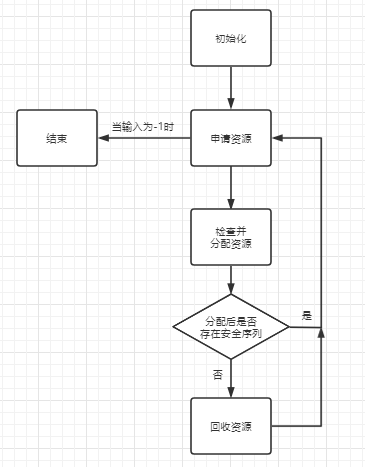 初始化
当输入为-1时
结束
申请资源
检查并
分配资源
分配后是否
存在安全序列
是
否
回收资源